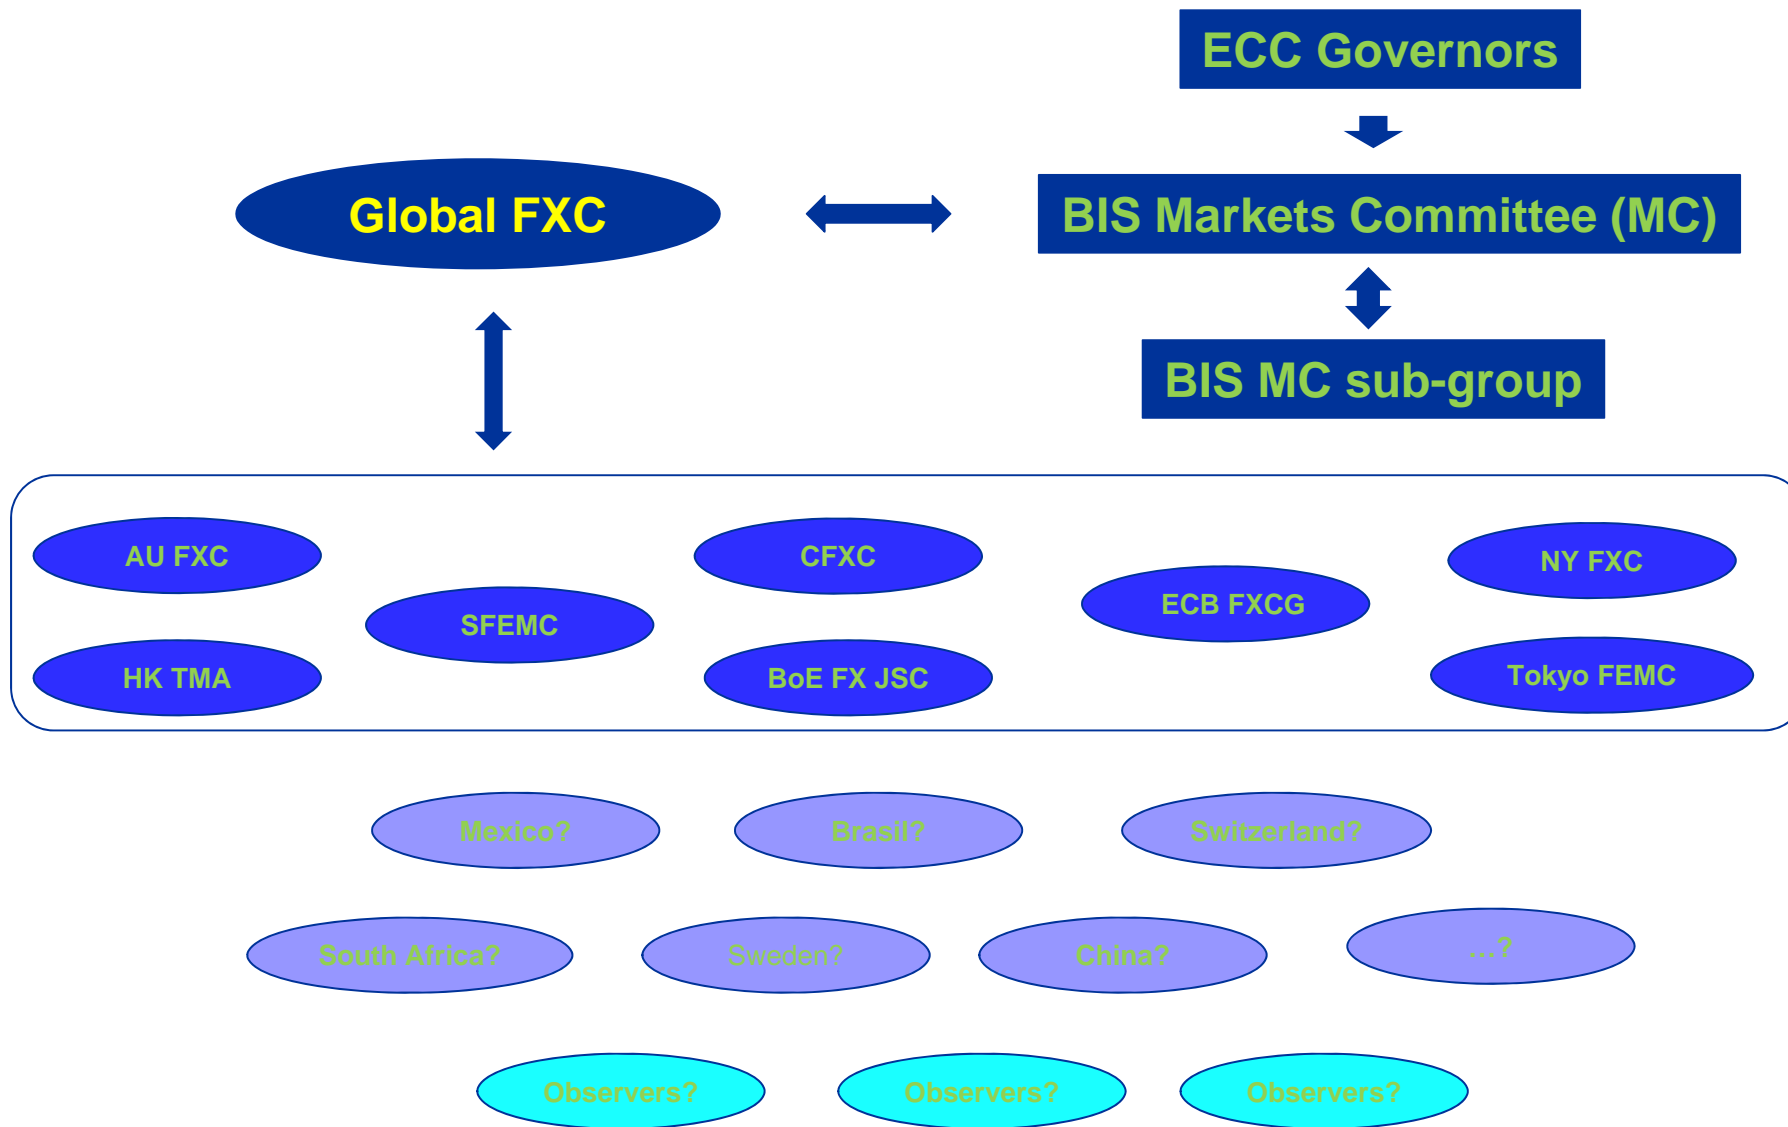 ECC Governors
Global FXC
BIS Markets Committee (MC)
BIS MC sub-group
AU FXC
CFXC
NY FXC
ECB FXCG
SFEMC
HK TMA
BoE FX JSC
Tokyo FEMC
Mexico?
Brasil?
Switzerland?
South Africa?
Sweden?
China?
...?
Observers?
Observers?
Observers?